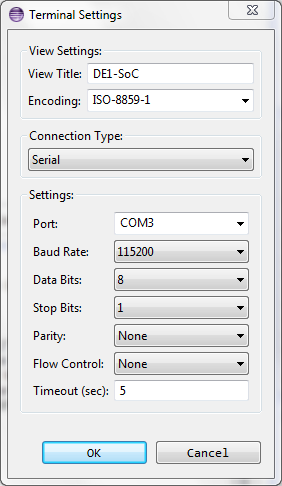 Terminal Settings
View Settings:
View Title: DE1-SoC
Encoding: ISO-8859-1
Connection Type:
Serial
Settings:
Port: COM3
Baud Rate: 115200
Data Bits: 8
Stop Bits: 1
Parity: None
Flow Control: None
Timeout (sec): 5
OK Cancel